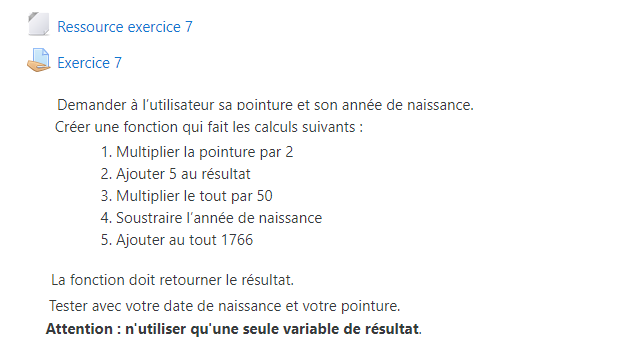 Ressource exercice 7
Exercice 7
Demander à l'utilisateur sa pointure et son année de naissance.
Créer une fonction qui fait les calculs suivants :
1. Multiplier la pointure par 2
2. Ajouter 5 au résultat
3. Multiplier le tout par 50
4. Soustraire l'année de naissance
5. Ajouter au tout 1766
La fonction doit retourner le résultat.
Tester avec votre date de naissance et votre pointure.
Attention : n'utiliser qu'une seule variable de résultat.